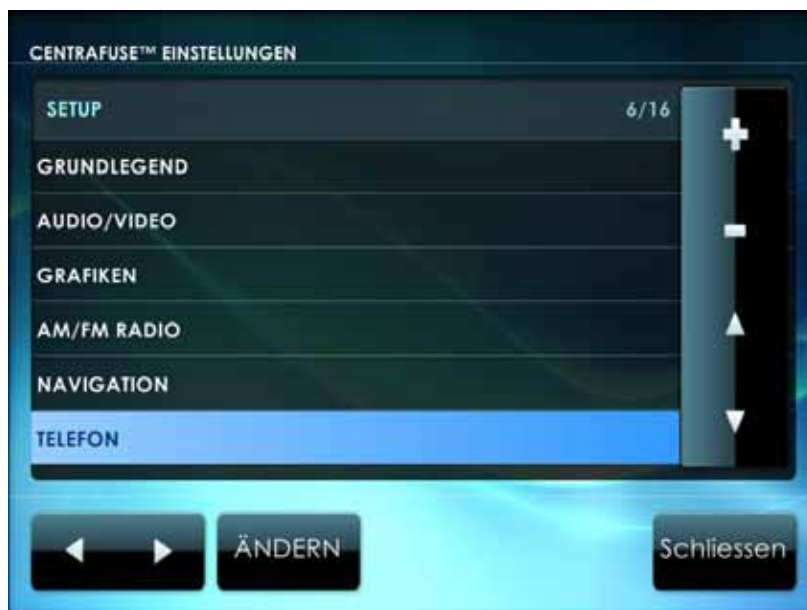 CENTRAFUSE™ EINSTELLUNGEN
SETUP 6/16
GRUNDLEGEND
AUDIO/VIDEO
GRAFIKEN
AM/FM RADIO
NAVIGATION
TELEFON
ÄNDERN
Schliessen